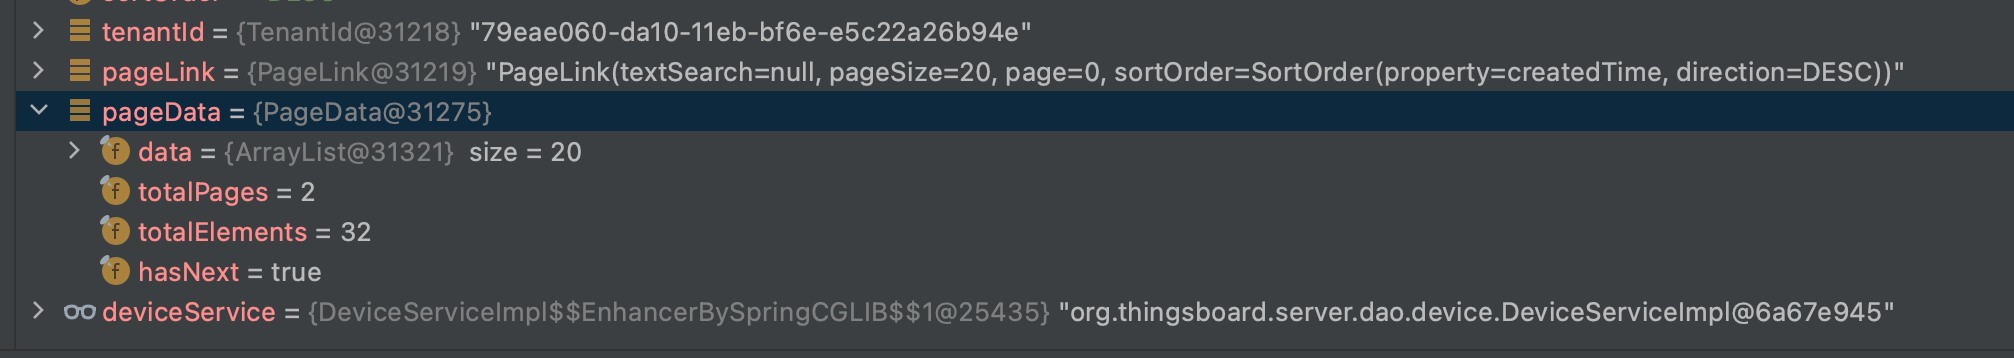 tenantId = {TenantId@31218} "79eae060-da10-11eb-bf6e-e5c22a26b94e"
pageLink = {PageLink@31219} "PageLink(textSearch=null, pageSize=20, page=0, sortOrder=SortOrder(property=createdTime, direction=DESC))"
pageData = {PageData@31275}
f data = {ArrayList@31321} size = 20
f totalPages = 2
f totalElements = 32
f hasNext = true
deviceService = {DeviceServiceImpl$$EnhancerBySpringCGLIB$$1@25435} "org.thingsboard.server.dao.device.DeviceServiceImpl@6a67e945"